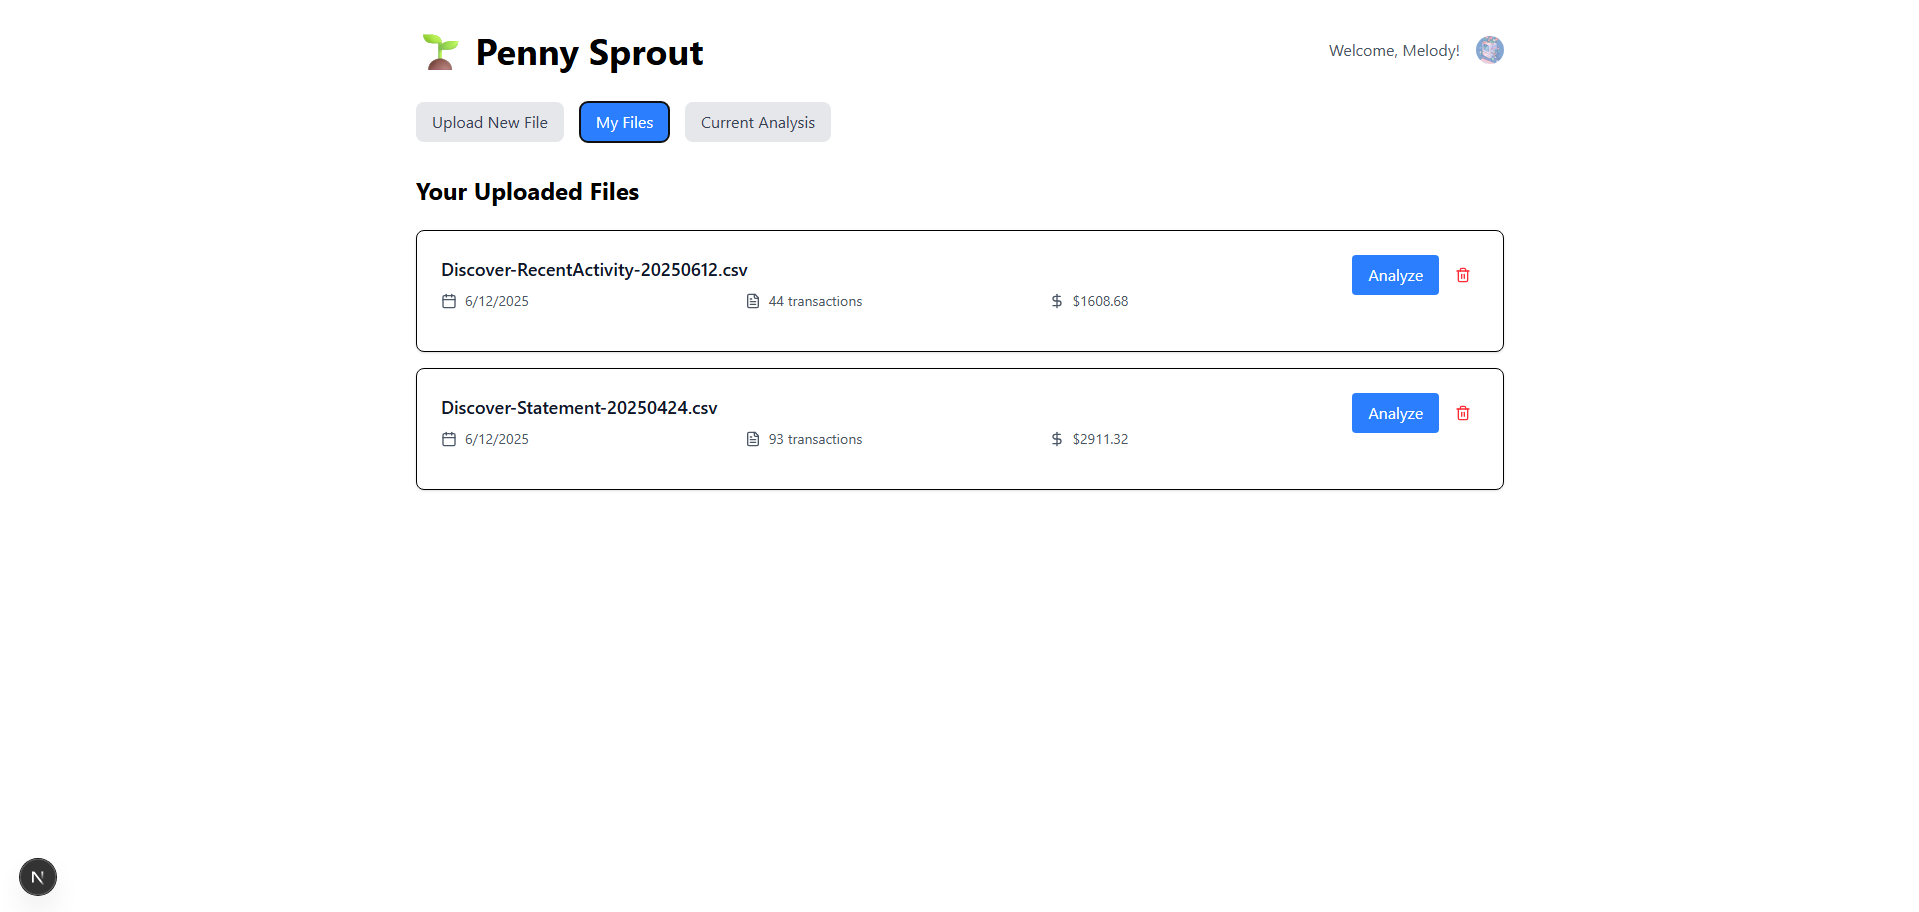 Penny Sprout
Welcome, Melody!
Upload New File
My Files
Current Analysis
Your Uploaded Files
Discover-RecentActivity-20250612.csv
6/12/2025
44 transactions
$1608.68
Analyze
Discover-Statement-20250424.csv
6/12/2025
93 transactions
$2911.32
Analyze
N